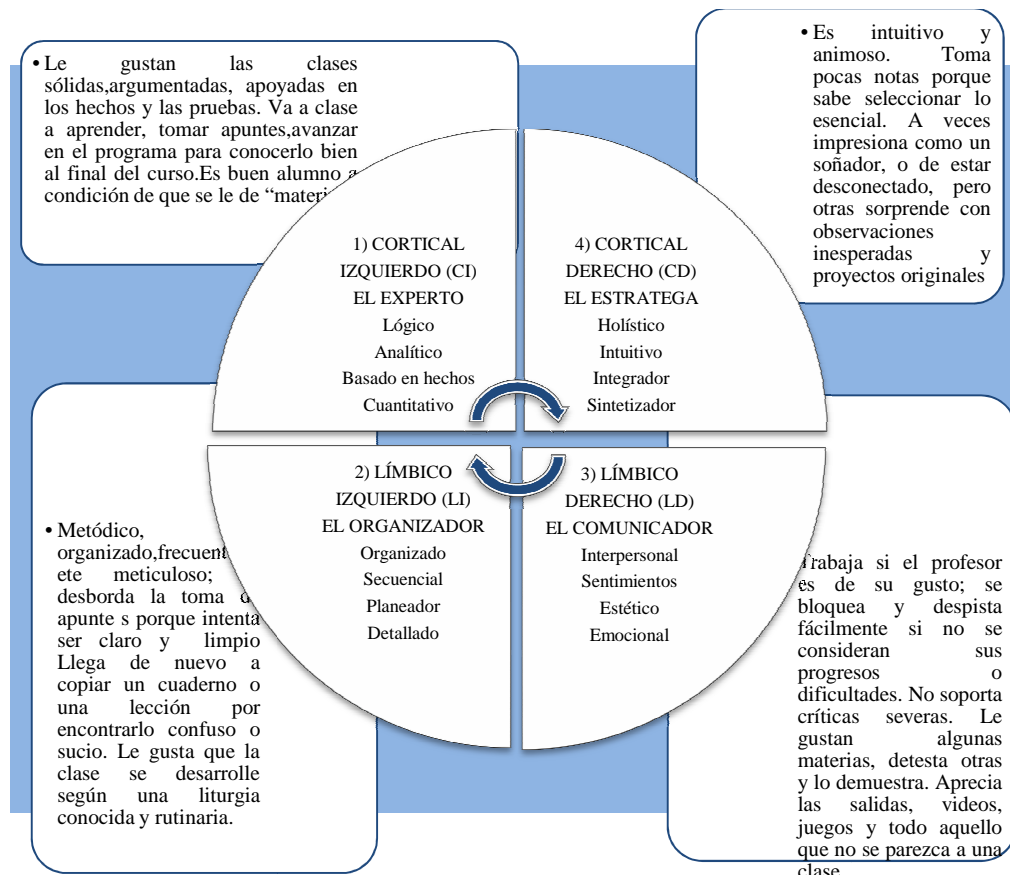 • Le gustan las clases
sólidas,argumentadas, apoyadas en
los hechos y las pruebas. Va a clase
a aprender, tomar apuntes,avanzar
en el programa para conocerlo bien
al final del curso.Es buen alumno a
condición de que se le de “materi
• Es intuitivo y
animoso. Toma
pocas notas porque
sabe seleccionar lo
esencial. A veces
impresiona como un
soñador, o de estar
desconectado, pero
otras sorprende con
observaciones
inesperadas y
proyectos originales
1) CORTICAL
IZQUIERDO (CI)
EL EXPERTO
Lógico
Analítico
Basado en hechos
Cuantitativo
4) CORTICAL
DERECHO (CD)
EL ESTRATEGA
Holístico
Intuitivo
Integrador
Sintetizador
2) LÍMBICO
IZQUIERDO (LI)
EL ORGANIZADOR
Organizado
Secuencial
Planeador
Detallado
3) LÍMBICO
DERECHO (LD)
EL COMUNICADOR
Interpersonal
Sentimientos
Estético
Emocional
• Metódico,
organizado,frecuent
ete meticuloso;
desborda la toma d
apunte s porque intenta
ser claro y limpio
Llega de nuevo a
copiar un cuaderno o
una lección por
encontrarlo confuso o
sucio. Le gusta que la
clase se desarrolle
según una liturgia
conocida y rutinaria.
Trabaja si el profesor
es de su gusto; se
bloquea y despista
fácilmente si no se
consideran sus
progresos o
dificultades. No soporta
críticas severas. Le
gustan algunas
materias, detesta otras
y lo demuestra. Aprecia
las salidas, videos,
juegos y todo aquello
que no se parezca a una
clase